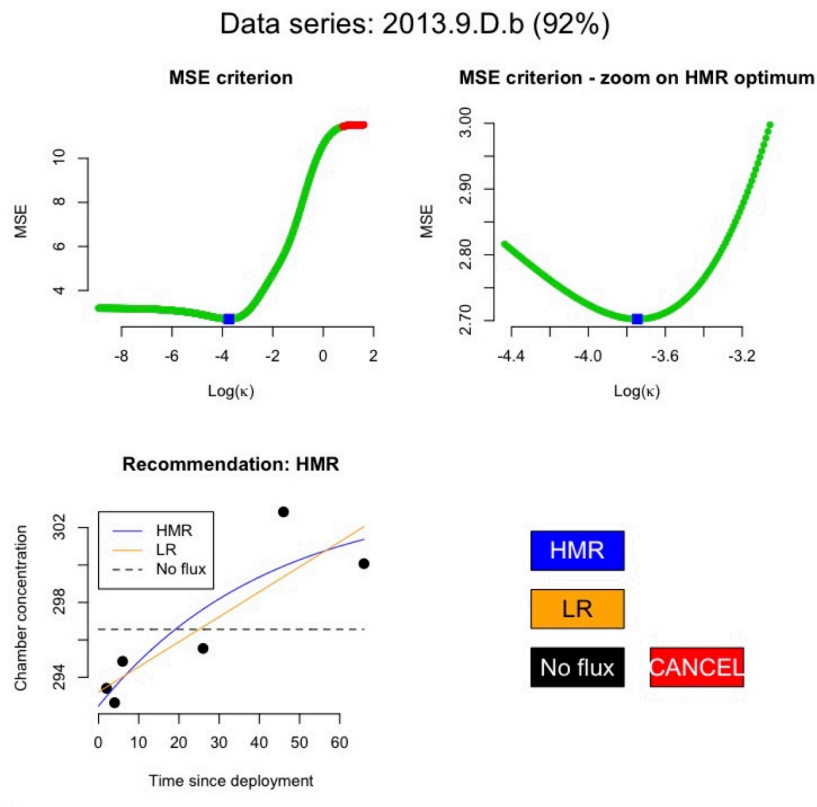 Data series: 2013.9.D.b (92%)
MSE criterion
MSE
10
8
6
4
-8 -6 -4 -2 0 2
Log(κ)
MSE criterion - zoom on HMR optimum
MSE
3.00
2.90
2.80
2.70
-4.4 -4.0 -3.6 -3.2
Log(κ)
Recommendation: HMR
Chamber concentration
302
298
294
HMR
LR
No flux
0 10 20 30 40 50 60
Time since deployment
HMR
LR
No flux CANCEL